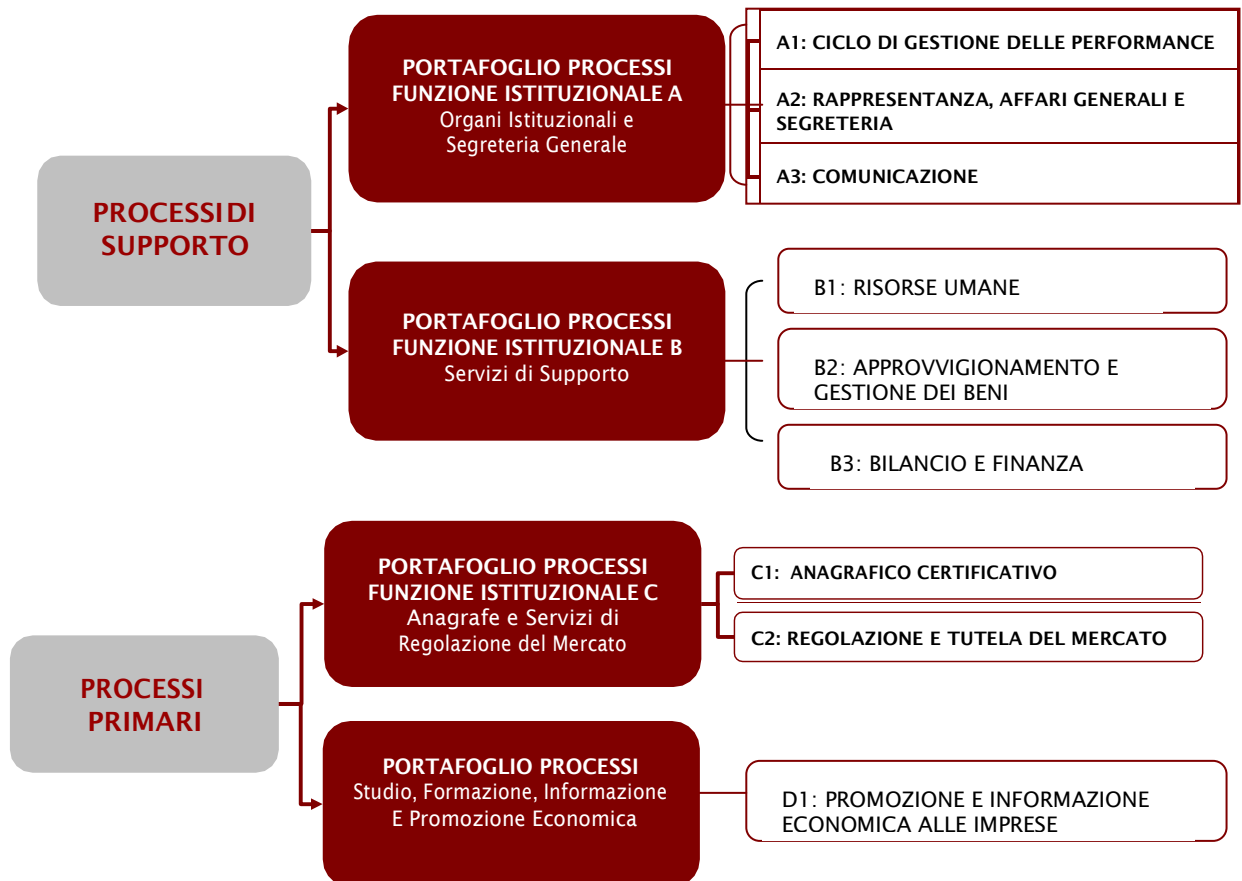 PROCESSI DI
SUPPORTO
PORTAFOGLIO PROCESSI
FUNZIONE ISTITUZIONALE A
Organi Istituzionali e
Segreteria Generale
A1: CICLO DI GESTIONE DELLE PERFORMANCE
A2: RAPPRESENTANZA, AFFARI GENERALI E
SEGRETERIA
A3: COMUNICAZIONE
PORTAFOGLIO PROCESSI
FUNZIONE ISTITUZIONALE B
Servizi di Supporto
B1: RISORSE UMANE
B2: APPROVVIGIONAMENTO E
GESTIONE DEI BENI
B3: BILANCIO E FINANZA
PROCESSI
PRIMARI
PORTAFOGLIO PROCESSI
FUNZIONE ISTITUZIONALE C
Anagrafe e Servizi di
Regolazione del Mercato
C1: ANAGRAFICO CERTIFICATIVO
C2: REGOLAZIONE E TUTELA DEL MERCATO
PORTAFOGLIO PROCESSI
Studio, Formazione, Informazione
E Promozione Economica
D1: PROMOZIONE E INFORMAZIONE
ECONOMICA ALLE IMPRESE